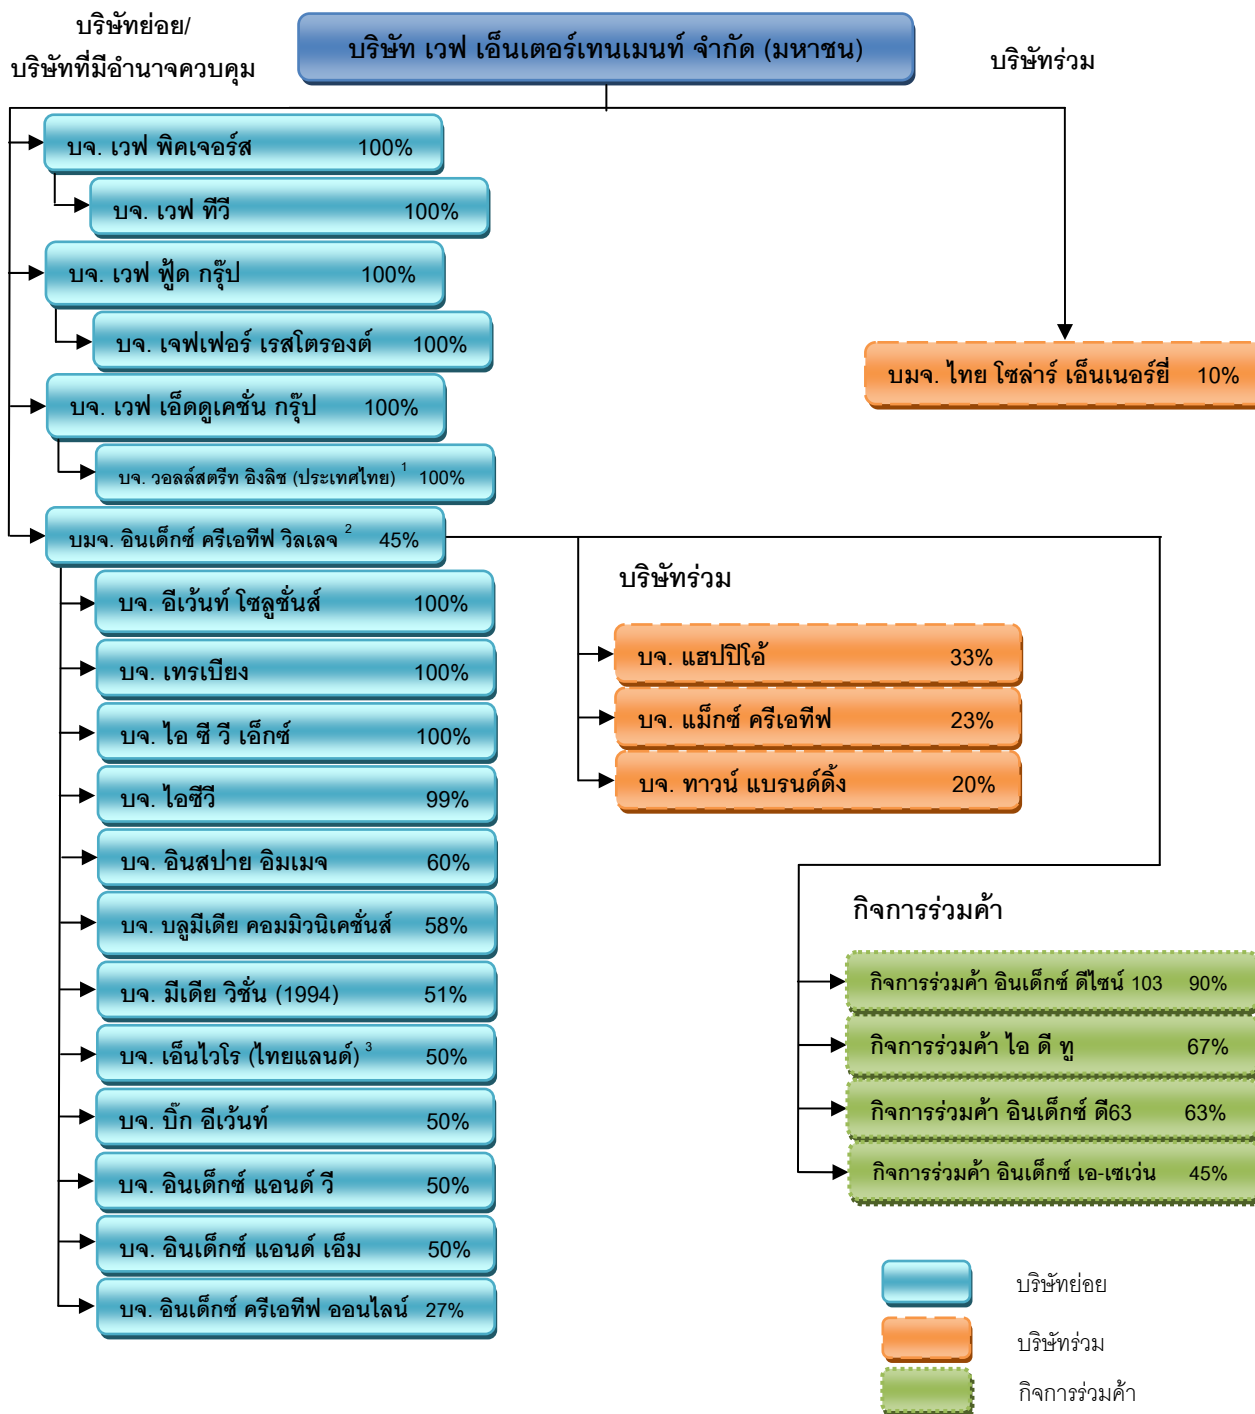 บริษัทย่อย/
บริษัทที่มีอำนาจควบคุม
บริษัท เวฟ เอ็นเตอร์เทนเมนท์ จำกัด (มหาชน)
บริษัทร่วม
บจ. เวฟ พิคเจอร์ส 100%
บจ. เวฟ ทีวี 100%
บจ. เวฟ ฟู้ด กรุ๊ป 100%
บจ. เจฟเฟอร์ เรสโตรองต์ 100%
บมจ. ไทย โซล่าร์ เอ็นเนอร์ยี่ 10%
บจ. เวฟ เอ็ดดูเคชั่น กรุ๊ป 100%
บจ. วอลล์สตรีท อิงลิช (ประเทศไทย) 1 100%
บมจ. อินเด็กซ์ ครีเอทีฟ วิลเลจ 2 45%
บจ. อีเว้นท์ โซลูชั่นส์ 100%
บจ. เทรเบียง 100%
บจ. ไอ ซี วี เอ็กซ์ 100%
บจ. ไอซีวี 99%
บจ. อินสปาย อิมเมจ 60%
บจ. บลูมีเดีย คอมมิวนิเคชั่นส์ 58%
บจ. มีเดีย วิชั่น (1994) 51%
บจ. เอ็นไวโร (ไทยแลนด์) 3 50%
บจ. บิ๊ก อีเว้นท์ 50%
บจ. อินเด็กซ์ แอนด์ วี 50%
บจ. อินเด็กซ์ แอนด์ เอ็ม 50%
บจ. อินเด็กซ์ ครีเอทีฟ ออนไลน์ 27%
บริษัทร่วม
บจ. แฮปปิโอ้ 33%
บจ. แม็กซ์ ครีเอทีฟ 23%
บจ. ทาวน์ แบรนด์ดิ้ง 20%
กิจการร่วมค้า
กิจการร่วมค้า อินเด็กซ์ ดีไซน์ 103 90%
กิจการร่วมค้า ไอ ดี ทู 67%
กิจการร่วมค้า อินเด็กซ์ ดี63 63%
กิจการร่วมค้า อินเด็กซ์ เอ-เซเว่น 45%
บริษัทย่อย
บริษัทร่วม
กิจการร่วมค้า